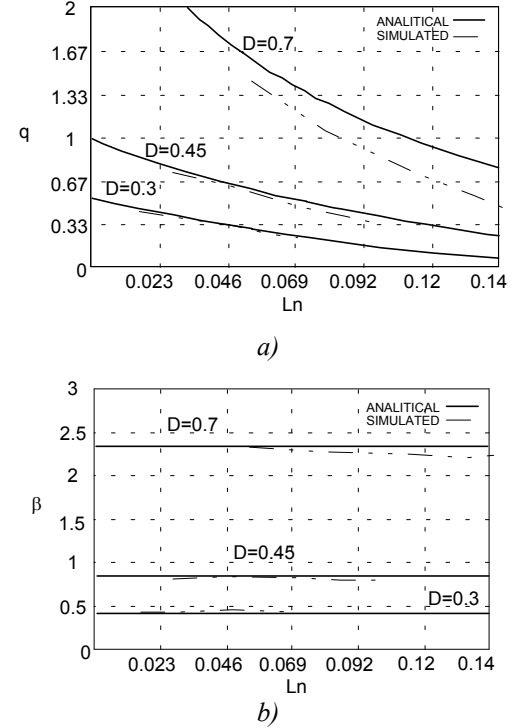 2
ANALITICAL
SIMULATED
D=0.7
1.67
1.33
q
1
D=0.45
0.67
D=0.3
0.33
0
0.023 0.046 0.069 0.092 0.12 0.14
Ln
a)
3
ANALITICAL
SIMULATED
D=0.7
2.5
2
β
1.5
D=0.45
1
D=0.3
0.5
0
0.023 0.046 0.069 0.092 0.12 0.14
Ln
b)